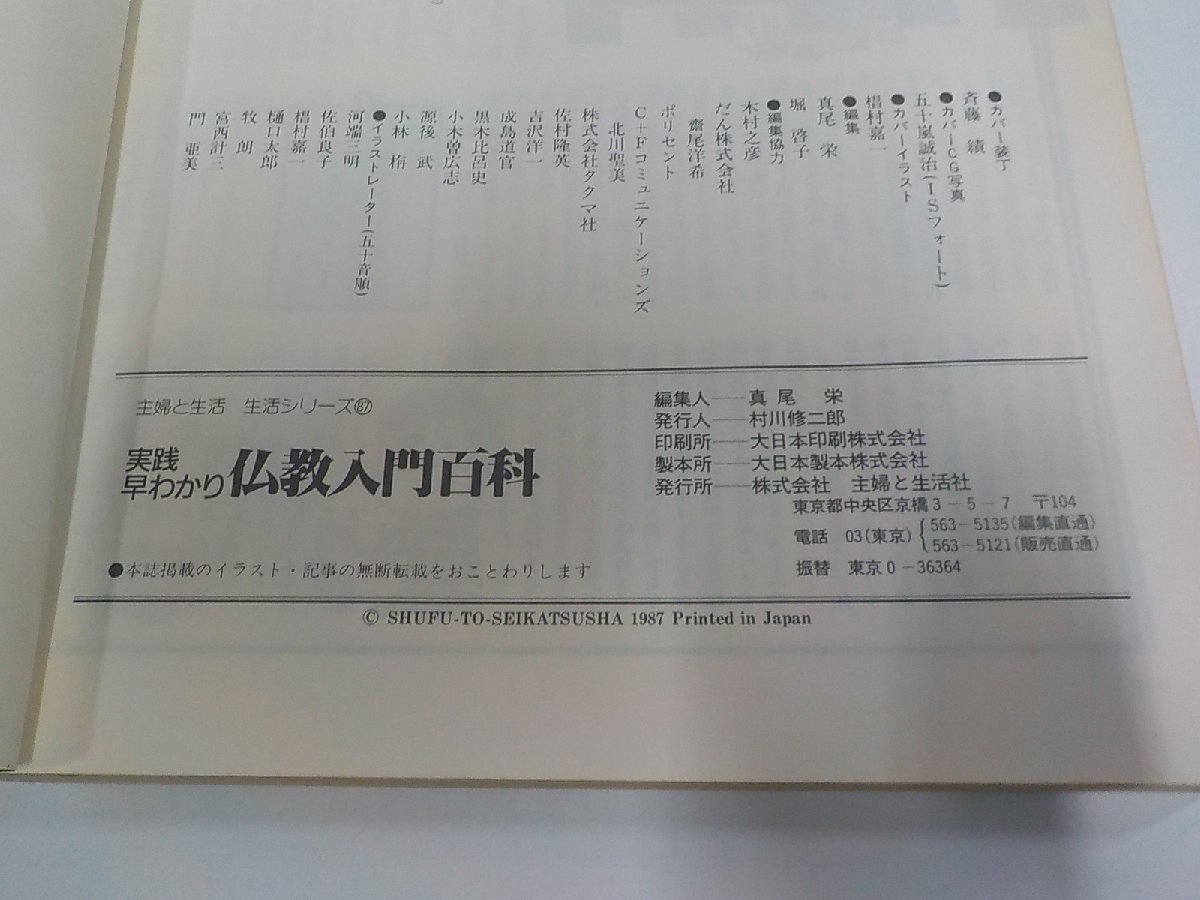 ●カバー装丁
斉藤 績
●カバーCG写真
五十嵐誠治(ISフォート)
●カバーイラスト
椙村嘉一
●編集
真尾 栄
堀 啓子
●編集協力
木村之彦
だん株式会社
齋尾洋希
ポリセント
C+Fコミュニケーションズ
北川聖美
株式会社タクマ社
佐村隆英
吉沢洋一
成島道官
黒木比呂史
小木曽広志
源後 武
小林 栴
●イラストレーター(五十音順)
河端三明
佐伯良子
椙村嘉一
樋口太郎
牧 朗
宮西計三
門 亜美
主婦と生活 生活シリーズ87
実践
早わかり 仏教入門百科
●本誌掲載のイラスト・記事の無断転載をおことわりします
編集人──真尾 栄
発行人──村川修二郎
印刷所──大日本印刷株式会社
製本所──大日本製本株式会社
発行所──株式会社 主婦と生活社
東京都中央区京橋3-5-7 〒104
電話 03(東京) 563-5135(編集直通)
563-5121(販売直通)
振替 東京0-36364
© SHUFU-TO-SEIKATSUSHA 1987 Printed in Japan